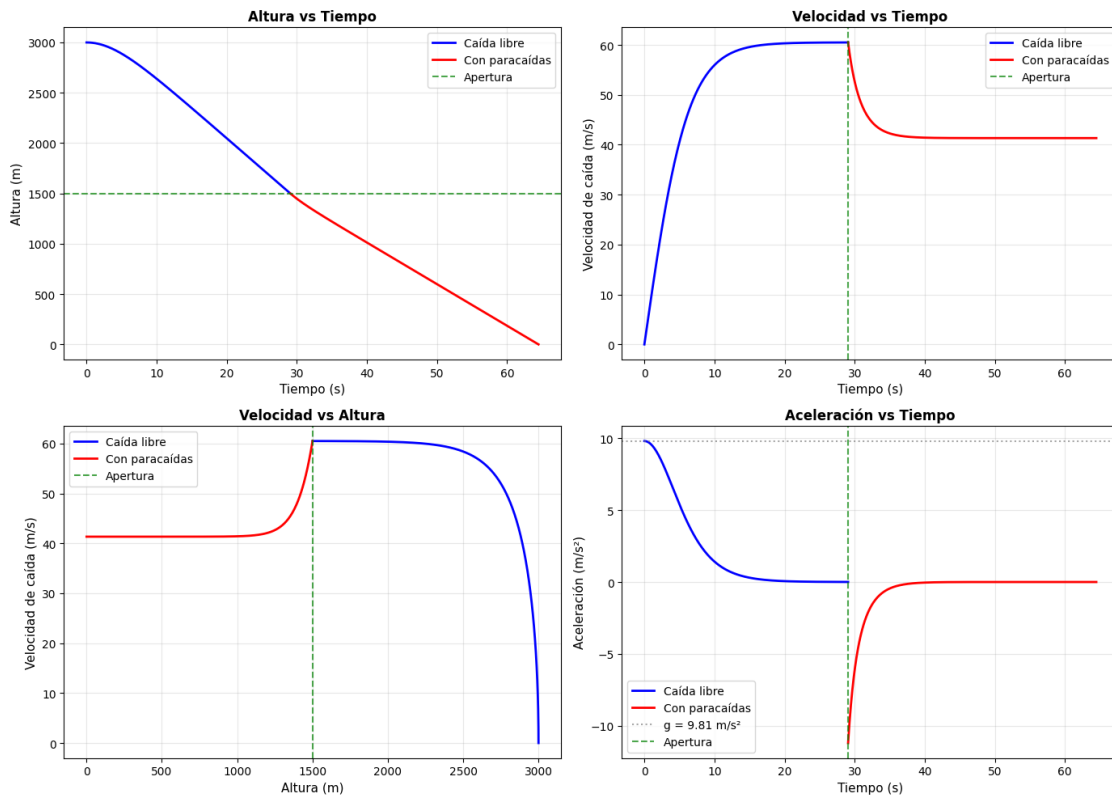 Altura vs Tiempo
Altura (m)
3000
2500
2000
1500
1000
500
0
Caída libre
Con paracaídas
Apertura
0 10 20 30 40 50 60
Tiempo (s)
Velocidad vs Tiempo
Velocidad de caída (m/s)
60
50
40
30
20
10
0
Caída libre
Con paracaídas
Apertura
0 10 20 30 40 50 60
Tiempo (s)
Velocidad vs Altura
Velocidad de caída (m/s)
60
50
40
30
20
10
0
Caída libre
Con paracaídas
Apertura
0 500 1000 1500 2000 2500 3000
Altura (m)
Aceleración vs Tiempo
Aceleración (m/s²)
10
5
0
−5
−10
Caída libre
Con paracaídas
g = 9.81 m/s²
Apertura
0 10 20 30 40 50 60
Tiempo (s)